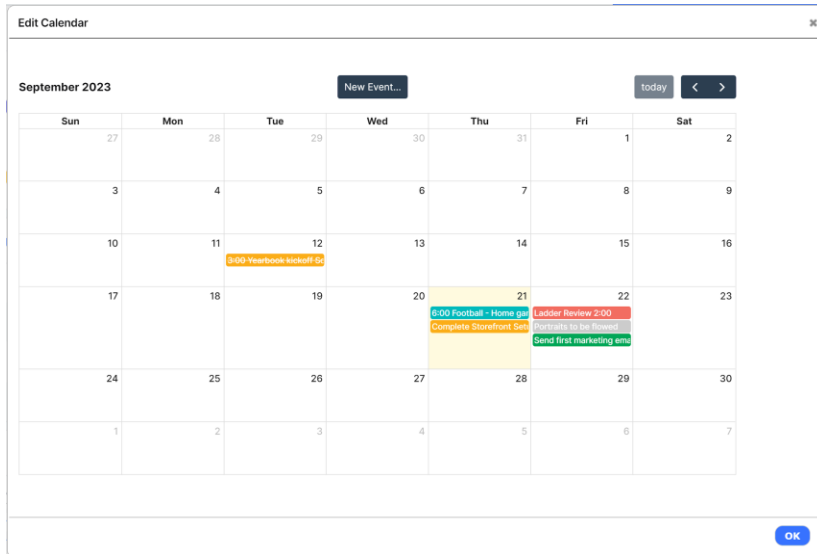 Edit Calendar
September 2023
New Event...
today
Sun Mon Tue Wed Thu Fri Sat
27 28 29 30 31 1 2
3 4 5 6 7 8 9
10 11 12 13 14 15 16
3:00 Yearbook kickoff
17 18 19 20 21 22 23
6:00 Football - Home Ladder Review 2:00
Complete Storefront Portraits to be flowed
Send first marketing
24 25 26 27 28 29 30
1 2 3 4 5 6 7
OK